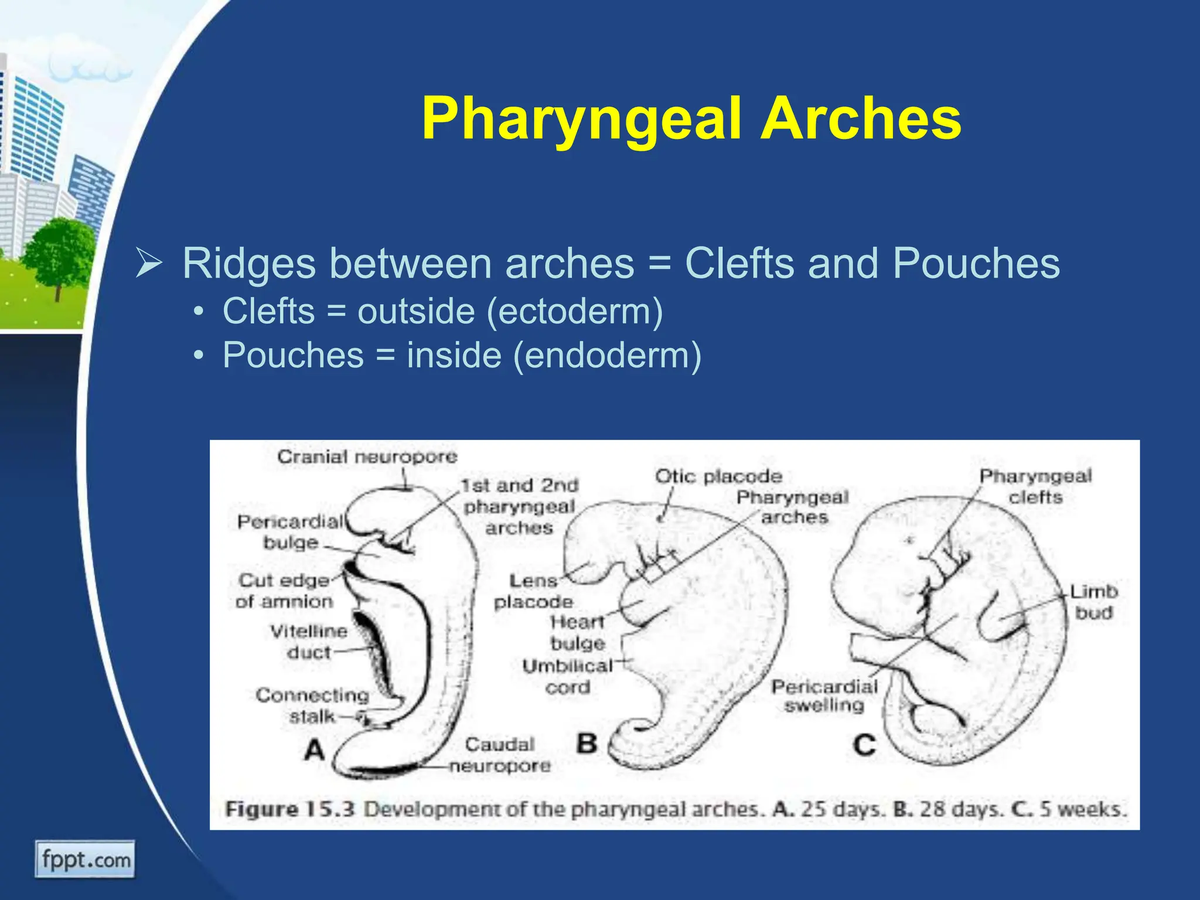 Pharyngeal Arches
➢ Ridges between arches = Clefts and Pouches
• Clefts = outside (ectoderm)
• Pouches = inside (endoderm)
Cranial neuropore
1st and 2nd
pharyngeal
arches
Pericardial
bulge
Cut edge
of amnion
Vitelline
duct
Connecting
stalk
A
Caudal
neuropore
Otic placode
Pharyngeal
arches
Lens
placode
Heart
bulge
Umbilical
cord
B
Pharyngeal
clefts
Limb
bud
Pericardial
swelling
C
Figure 15.3 Development of the pharyngeal arches. A. 25 days. B. 28 days. C. 5 weeks.
fppt.com